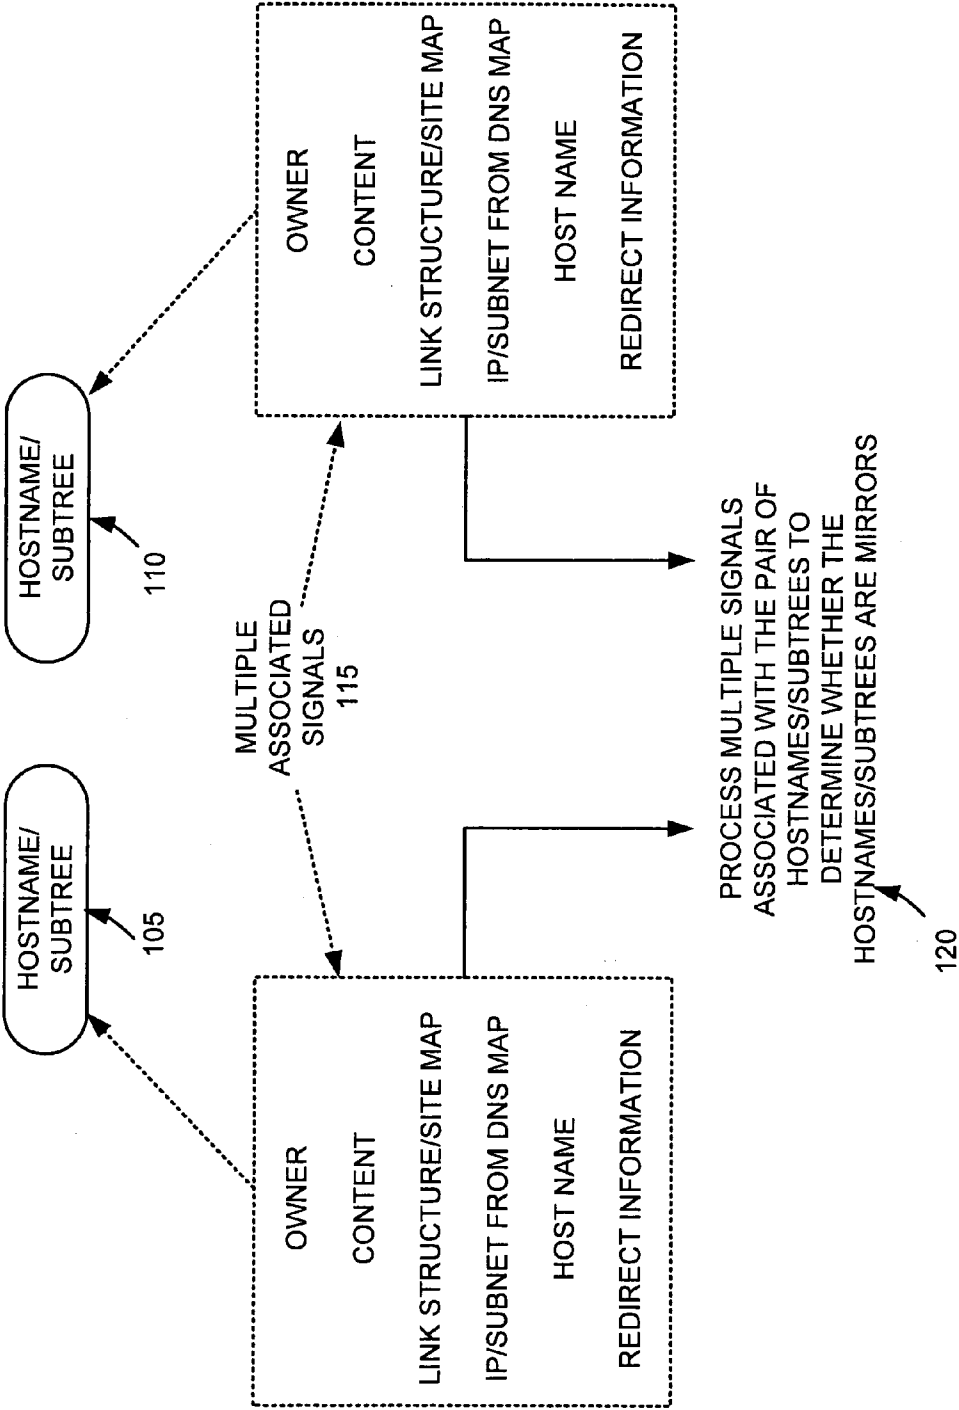 HOSTNAME/
SUBTREE
105
HOSTNAME/
SUBTREE
110
MULTIPLE
ASSOCIATED
SIGNALS
115
OWNER
CONTENT
LINK STRUCTURE/SITE MAP
IP/SUBNET FROM DNS MAP
HOST NAME
REDIRECT INFORMATION
OWNER
CONTENT
LINK STRUCTURE/SITE MAP
IP/SUBNET FROM DNS MAP
HOST NAME
REDIRECT INFORMATION
PROCESS MULTIPLE SIGNALS
ASSOCIATED WITH THE PAIR OF
HOSTNAMES/SUBTREES TO
DETERMINE WHETHER THE
HOSTNAMES/SUBTREES ARE MIRRORS
120